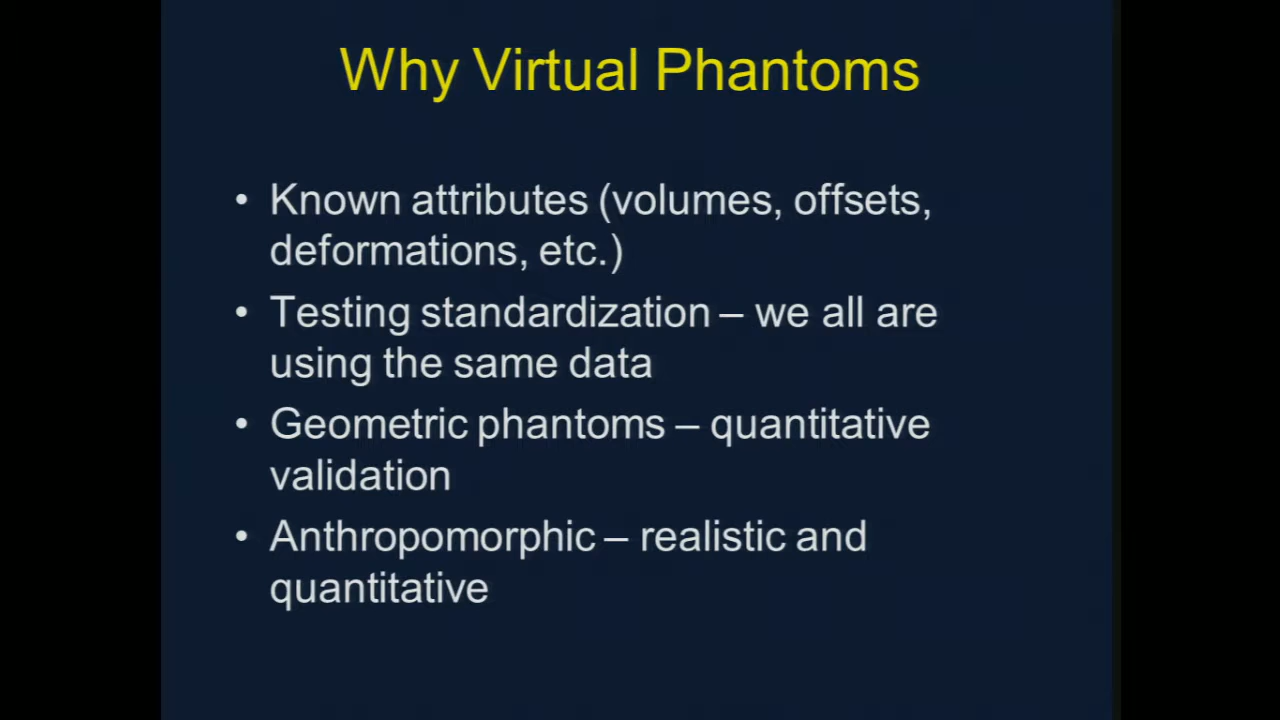 Why Virtual Phantoms
• Known attributes (volumes, offsets,
deformations, etc.)
• Testing standardization – we all are
using the same data
• Geometric phantoms – quantitative
validation
• Anthropomorphic – realistic and
quantitative